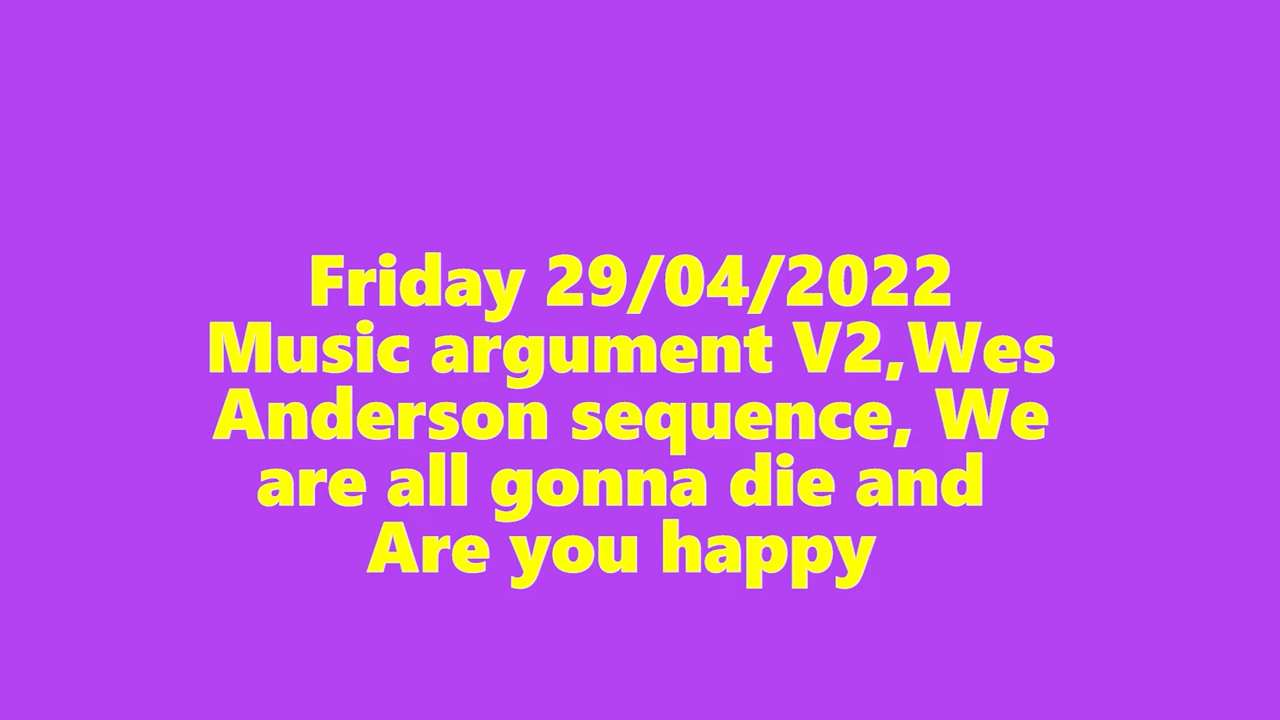 Friday 29/04/2022
Music argument V2,Wes
Anderson sequence, We
are all gonna die and
Are you happy